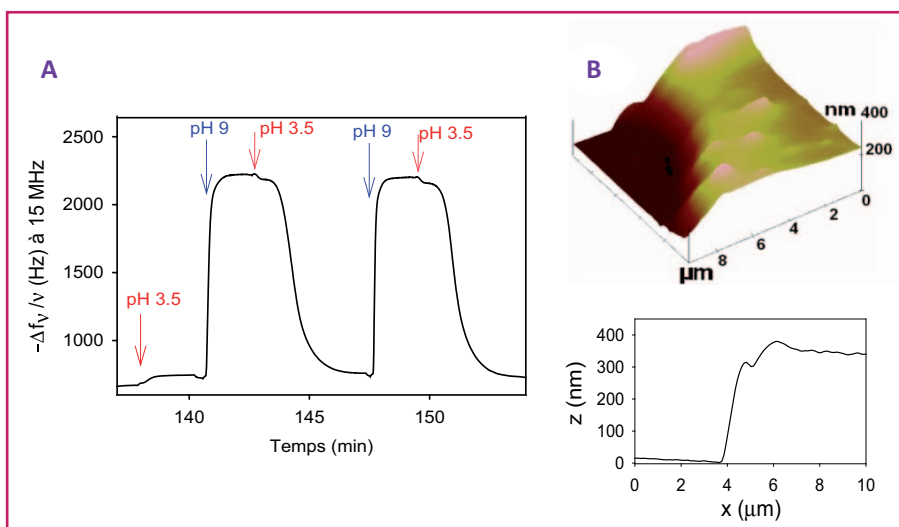 A
-Δfν/ν (Hz) à 15 MHz
2500
2000
1500
1000
pH 3.5
pH 9
pH 3.5
pH 9
pH 3.5
140
145
150
Temps (min)
B
nm
400
200
0
2
4
6
8
µm
z (nm)
400
300
200
100
0
0 2 4 6 8 10
x (µm)